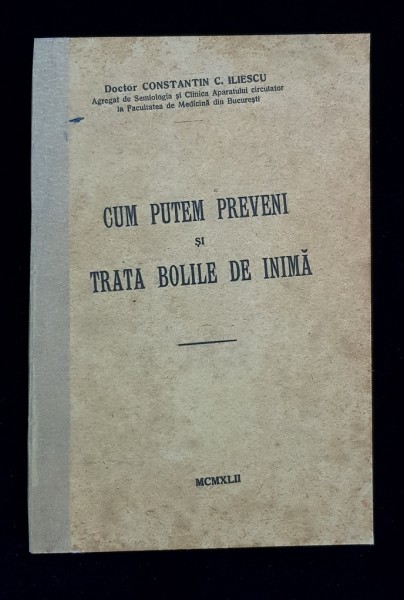 Doctor CONSTANTIN C. ILIESCU
Agregat de Semiologia și Clinica Aparatului circulator
la Facultatea de Medicină din București
CUM PUTEM PREVENI
ȘI
TRATA BOLILE DE INIMĂ
MCMXLII